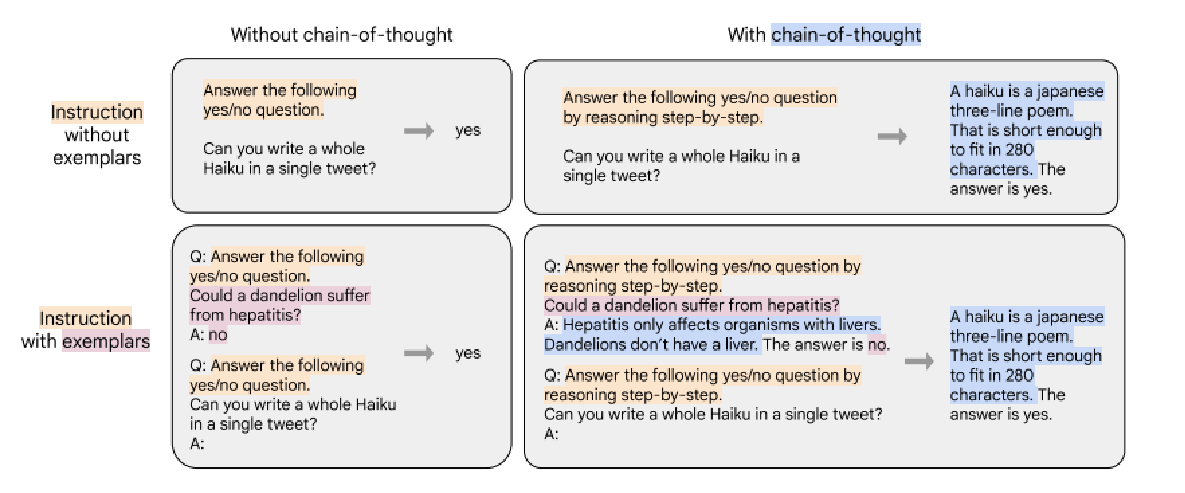 Without chain-of-thought
With chain-of-thought
Instruction
without
exemplars
Answer the following
yes/no question.
Can you write a whole
Haiku in a single tweet?
yes
Answer the following yes/no question
by reasoning step-by-step.
Can you write a whole Haiku in a
single tweet?
A haiku is a japanese
three-line poem.
That is short enough
to fit in 280
characters. The
answer is yes.
Instruction
with exemplars
Q: Answer the following
yes/no question.
Could a dandelion suffer
from hepatitis?
A: no
Q: Answer the following
yes/no question.
Can you write a whole Haiku
in a single tweet?
A:
yes
Q: Answer the following yes/no question by
reasoning step-by-step.
Could a dandelion suffer from hepatitis?
A: Hepatitis only affects organisms with livers.
Dandelions don't have a liver. The answer is no.
Q: Answer the following yes/no question by
reasoning step-by-step.
Can you write a whole Haiku in a single tweet?
A:
A haiku is a japanese
three-line poem.
That is short enough
to fit in 280
characters. The
answer is yes.